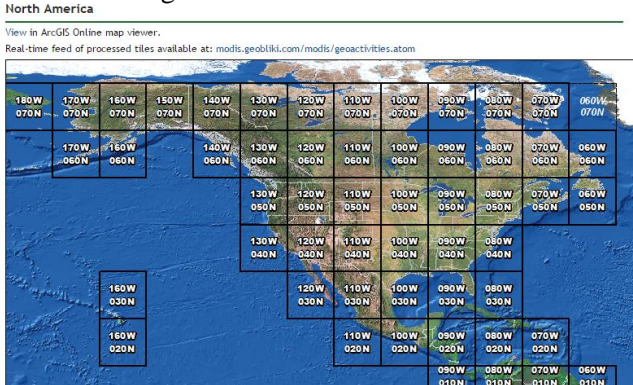 North America
View in ArcGIS Online map viewer.
Real-time feed of processed tiles available at: modis.geobliki.com/modis/geoactivities.atom
180W 170W 160W 150W 140W 130W 120W 110W 100W 090W 080W 070W 060W
070N 070N 070N 070N 070N 070N 070N 070N 070N 070N 070N 070N 070N
170W 160W 140W 130W 120W 110W 100W 090W 080W 070W 060W
060N 060N 060N 060N 060N 060N 060N 060N 060N 060N 060N
130W 120W 110W 100W 090W 080W 070W 060W
050N 050N 050N 050N 050N 050N 050N 050N
130W 120W 110W 100W 090W 080W
040N 040N 040N 040N 040N 040N
160W 120W 110W 100W 090W 080W
030N 030N 030N 030N 030N 030N
160W 110W 100W 090W 080W 070W
020N 020N 020N 020N 020N 020N
090W 080W 070W 060W
010N 010N 010N 010N